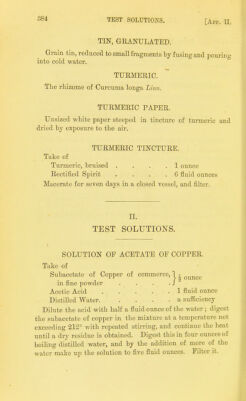 384 TEST SOLUTIONS. [App. II.
TIN, GRANULATED.
Grain tin, reduced to small fragments by fusing and pouring
into cold water.
TURMERIC.
The rhizome of Curcuma longa Linn.
TURMERIC PAPER.
Unsized white paper steeped in tincture of turmeric and
dried by exposure to the air.
TURMERIC TINCTURE.
Take of
Turmeric, bruised . . . . 1 ounce
Rectified Spirit . . . . 6 fluid ounces
Macerate for seven days in a closed vessel, and filter.
II.
TEST SOLUTIONS.
SOLUTION OF ACETATE OF COPPER.
Take of
Subacetate of Copper of commerce, } ½ ounce
in fine powder . . .
Acetic Acid . . . . 1 fluid ounce
Distilled Water. . . . a sufficiency
Dilute the acid with half a fluid ounce of the water; digest
the subacetate of copper in the mixture at a temperature not
exceeding 212° with repeated stirring, and continue the heat
until a dry residue is obtained. Digest this in four ounces of
boiling distilled water, and by the addition of more of the
water make up the solution to five fluid ounces. Filter it.